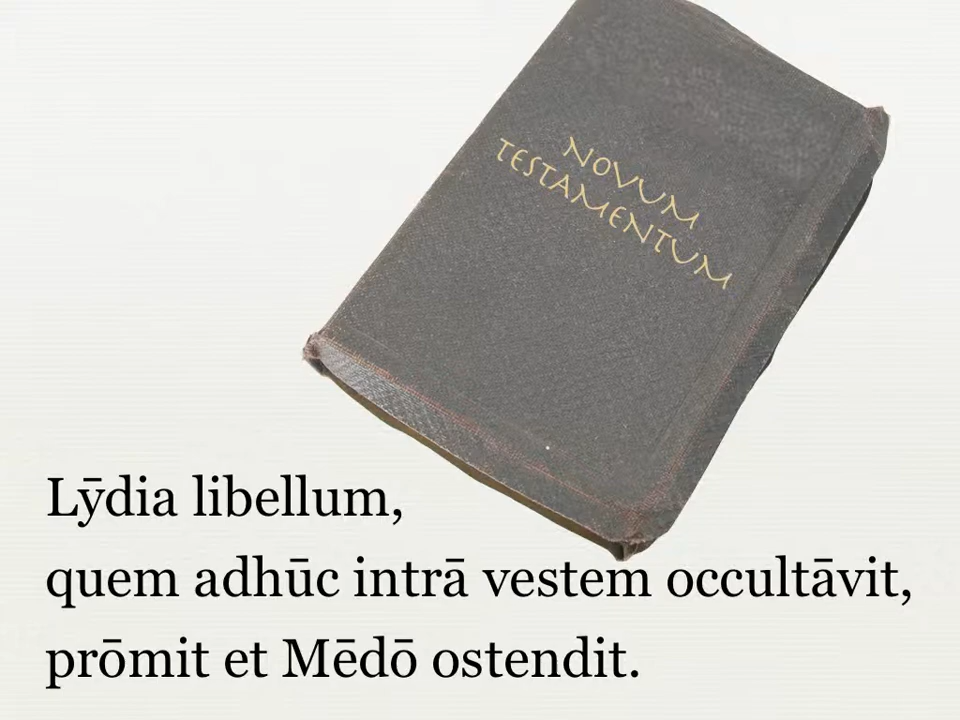 NOVUM
TESTAMENTUM
Lȳdia libellum,
quem adhūc intrā vestem occultāvit,
prōmit et Mēdō ostendit.